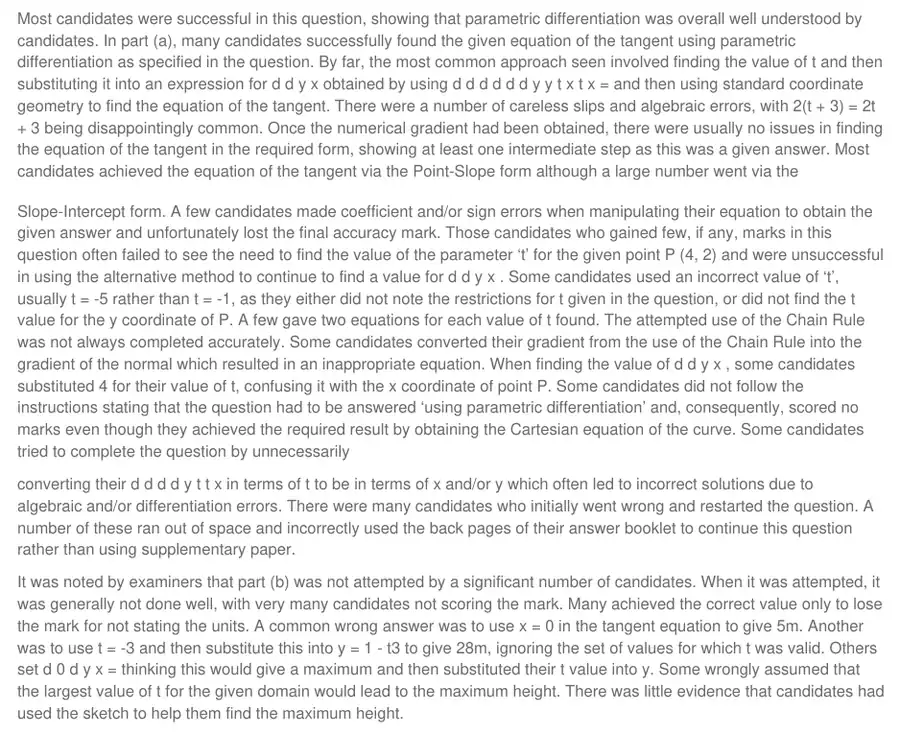 Most candidates were successful in this question, showing that parametric differentiation was overall well understood by
candidates. In part (a), many candidates successfully found the given equation of the tangent using parametric
differentiation as specified in the question. By far, the most common approach seen involved finding the value of t and then
substituting it into an expression for d d y x obtained by using d d d d d d y y t x t x = and then using standard coordinate
geometry to find the equation of the tangent. There were a number of careless slips and algebraic errors, with 2(t + 3) = 2t
+ 3 being disappointingly common. Once the numerical gradient had been obtained, there were usually no issues in finding
the equation of the tangent in the required form, showing at least one intermediate step as this was a given answer. Most
candidates achieved the equation of the tangent via the Point-Slope form although a large number went via the
Slope-Intercept form. A few candidates made coefficient and/or sign errors when manipulating their equation to obtain the
given answer and unfortunately lost the final accuracy mark. Those candidates who gained few, if any, marks in this
question often failed to see the need to find the value of the parameter ‘t’ for the given point P (4, 2) and were unsuccessful
in using the alternative method to continue to find a value for d d y x . Some candidates used an incorrect value of ‘t’,
usually t = -5 rather than t = -1, as they either did not note the restrictions for t given in the question, or did not find the t
value for the y coordinate of P. A few gave two equations for each value of t found. The attempted use of the Chain Rule
was not always completed accurately. Some candidates converted their gradient from the use of the Chain Rule into the
gradient of the normal which resulted in an inappropriate equation. When finding the value of d d y x , some candidates
substituted 4 for their value of t, confusing it with the x coordinate of point P. Some candidates did not follow the
instructions stating that the question had to be answered ‘using parametric differentiation’ and, consequently, scored no
marks even though they achieved the required result by obtaining the Cartesian equation of the curve. Some candidates
tried to complete the question by unnecessarily
converting their d d d d y t t x in terms of t to be in terms of x and/or y which often led to incorrect solutions due to
algebraic and/or differentiation errors. There were many candidates who initially went wrong and restarted the question. A
number of these ran out of space and incorrectly used the back pages of their answer booklet to continue this question
rather than using supplementary paper.
It was noted by examiners that part (b) was not attempted by a significant number of candidates. When it was attempted, it
was generally not done well, with very many candidates not scoring the mark. Many achieved the correct value only to lose
the mark for not stating the units. A common wrong answer was to use x = 0 in the tangent equation to give 5m. Another
was to use t = -3 and then substitute this into y = 1 - t3 to give 28m, ignoring the set of values for which t was valid. Others
set d 0 d y x = thinking this would give a maximum and then substituted their t value into y. Some wrongly assumed that
the largest value of t for the given domain would lead to the maximum height. There was little evidence that candidates had
used the sketch to help them find the maximum height.